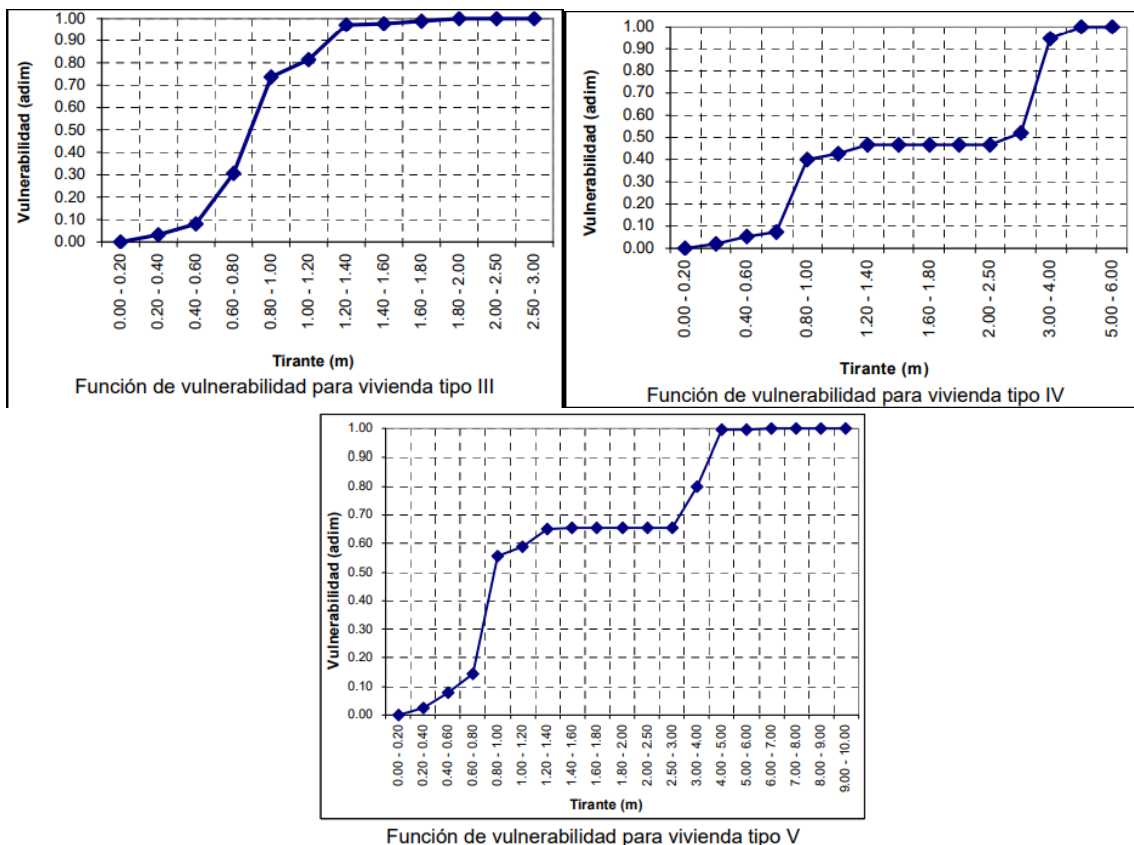 Vulnerabilidad (adim)
1.00
0.90
0.80
0.70
0.60
0.50
0.40
0.30
0.20
0.10
0.00
0.00 - 0.20
0.20 - 0.40
0.40 - 0.60
0.60 - 0.80
0.80 - 1.00
1.00 - 1.20
1.20 - 1.40
1.40 - 1.60
1.60 - 1.80
1.80 - 2.00
2.00 - 2.50
2.50 - 3.00
Tirante (m)
Función de vulnerabilidad para vivienda tipo III
Vulnerabilidad (adim)
1.00
0.90
0.80
0.70
0.60
0.50
0.40
0.30
0.20
0.10
0.00
0.00 - 0.20
0.40 - 0.60
0.80 - 1.00
1.20 - 1.40
1.60 - 1.80
2.00 - 2.50
3.00 - 4.00
5.00 - 6.00
Tirante (m)
Función de vulnerabilidad para vivienda tipo IV
Vulnerabilidad (adim)
1.00
0.90
0.80
0.70
0.60
0.50
0.40
0.30
0.20
0.10
0.00
0.00 - 0.20
0.20 - 0.40
0.40 - 0.60
0.60 - 0.80
0.80 - 1.00
1.00 - 1.20
1.20 - 1.40
1.40 - 1.60
1.60 - 1.80
1.80 - 2.00
2.00 - 2.50
2.50 - 3.00
3.00 - 4.00
4.00 - 5.00
5.00 - 6.00
6.00 - 7.00
7.00 - 8.00
8.00 - 9.00
9.00 - 10.00
Tirante (m)
Función de vulnerabilidad para vivienda tipo V